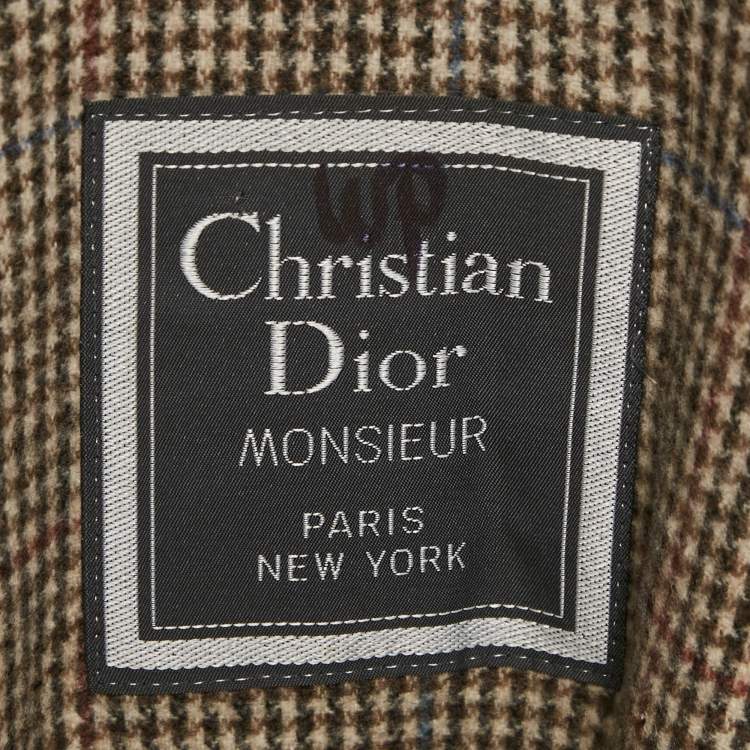 Christian
Dior
MONSIEUR
PARIS
NEW YORK